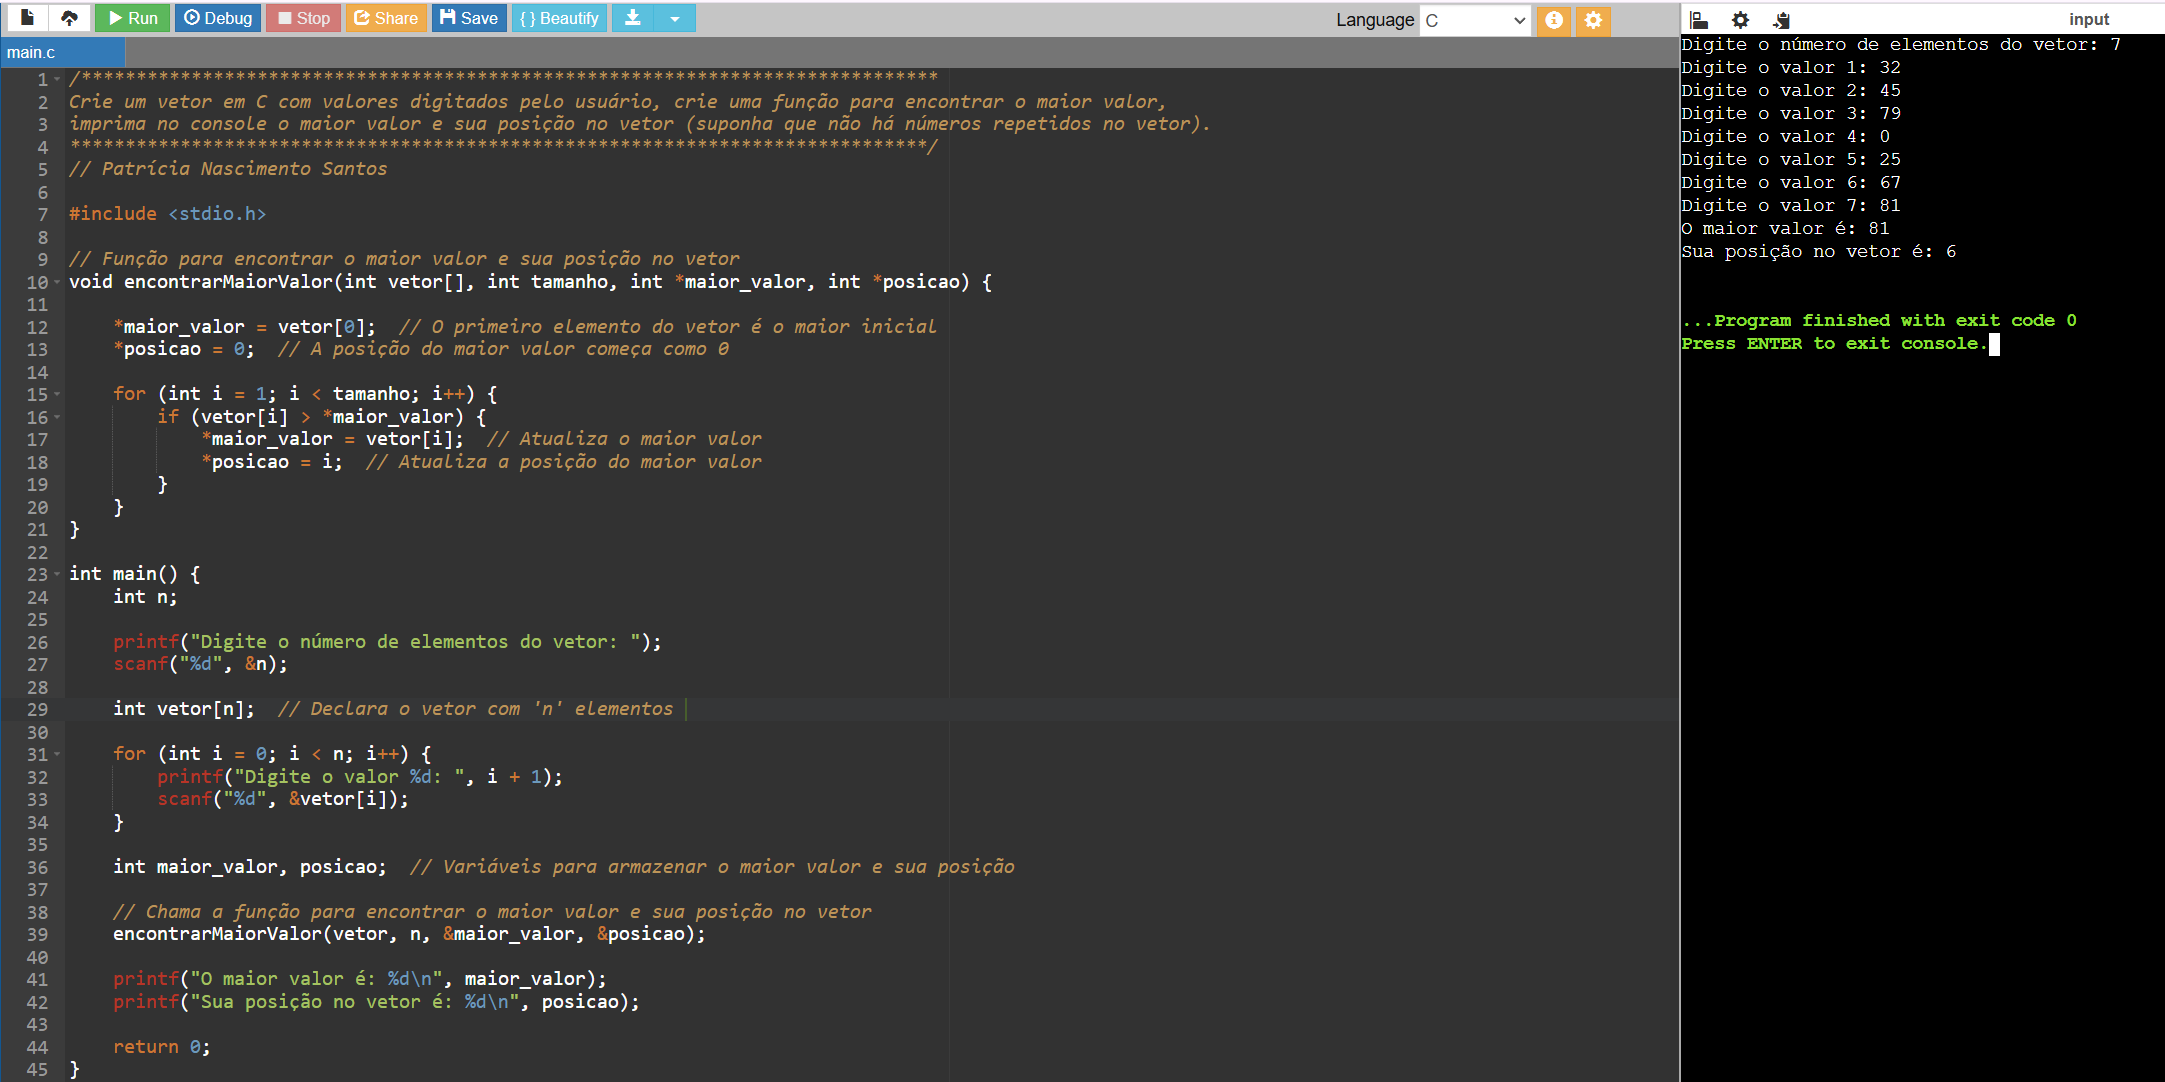 Run Debug Stop Share Save { } Beautify Language C
main.c
1 /******************************************************************************
2 Crie um vetor em C com valores digitados pelo usuário, crie uma função para encontrar o maior valor,
3 imprima no console o maior valor e sua posição no vetor (suponha que não há números repetidos no vetor).
4 ******************************************************************************/
5 // Patrícia Nascimento Santos
6
7 #include <stdio.h>
8
9 // Função para encontrar o maior valor e sua posição no vetor
10 void encontrarMaiorValor(int vetor[], int tamanho, int *maior_valor, int *posicao) {
11
12     *maior_valor = vetor[0];  // O primeiro elemento do vetor é o maior inicial
13     *posicao = 0;  // A posição do maior valor começa como 0
14
15     for (int i = 1; i < tamanho; i++) {
16         if (vetor[i] > *maior_valor) {
17             *maior_valor = vetor[i];  // Atualiza o maior valor
18             *posicao = i;  // Atualiza a posição do maior valor
19         }
20     }
21 }
22
23 int main() {
24     int n;
25
26     printf("Digite o número de elementos do vetor: ");
27     scanf("%d", &n);
28
29     int vetor[n];  // Declara o vetor com 'n' elementos
30
31     for (int i = 0; i < n; i++) {
32         printf("Digite o valor %d: ", i + 1);
33         scanf("%d", &vetor[i]);
34     }
35
36     int maior_valor, posicao;  // Variáveis para armazenar o maior valor e sua posição
37
38     // Chama a função para encontrar o maior valor e sua posição no vetor
39     encontrarMaiorValor(vetor, n, &maior_valor, &posicao);
40
41     printf("O maior valor é: %d\n", maior_valor);
42     printf("Sua posição no vetor é: %d\n", posicao);
43
44     return 0;
45 }
input
Digite o número de elementos do vetor: 7
Digite o valor 1: 32
Digite o valor 2: 45
Digite o valor 3: 79
Digite o valor 4: 0
Digite o valor 5: 25
Digite o valor 6: 67
Digite o valor 7: 81
O maior valor é: 81
Sua posição no vetor é: 6
...Program finished with exit code 0
Press ENTER to exit console.